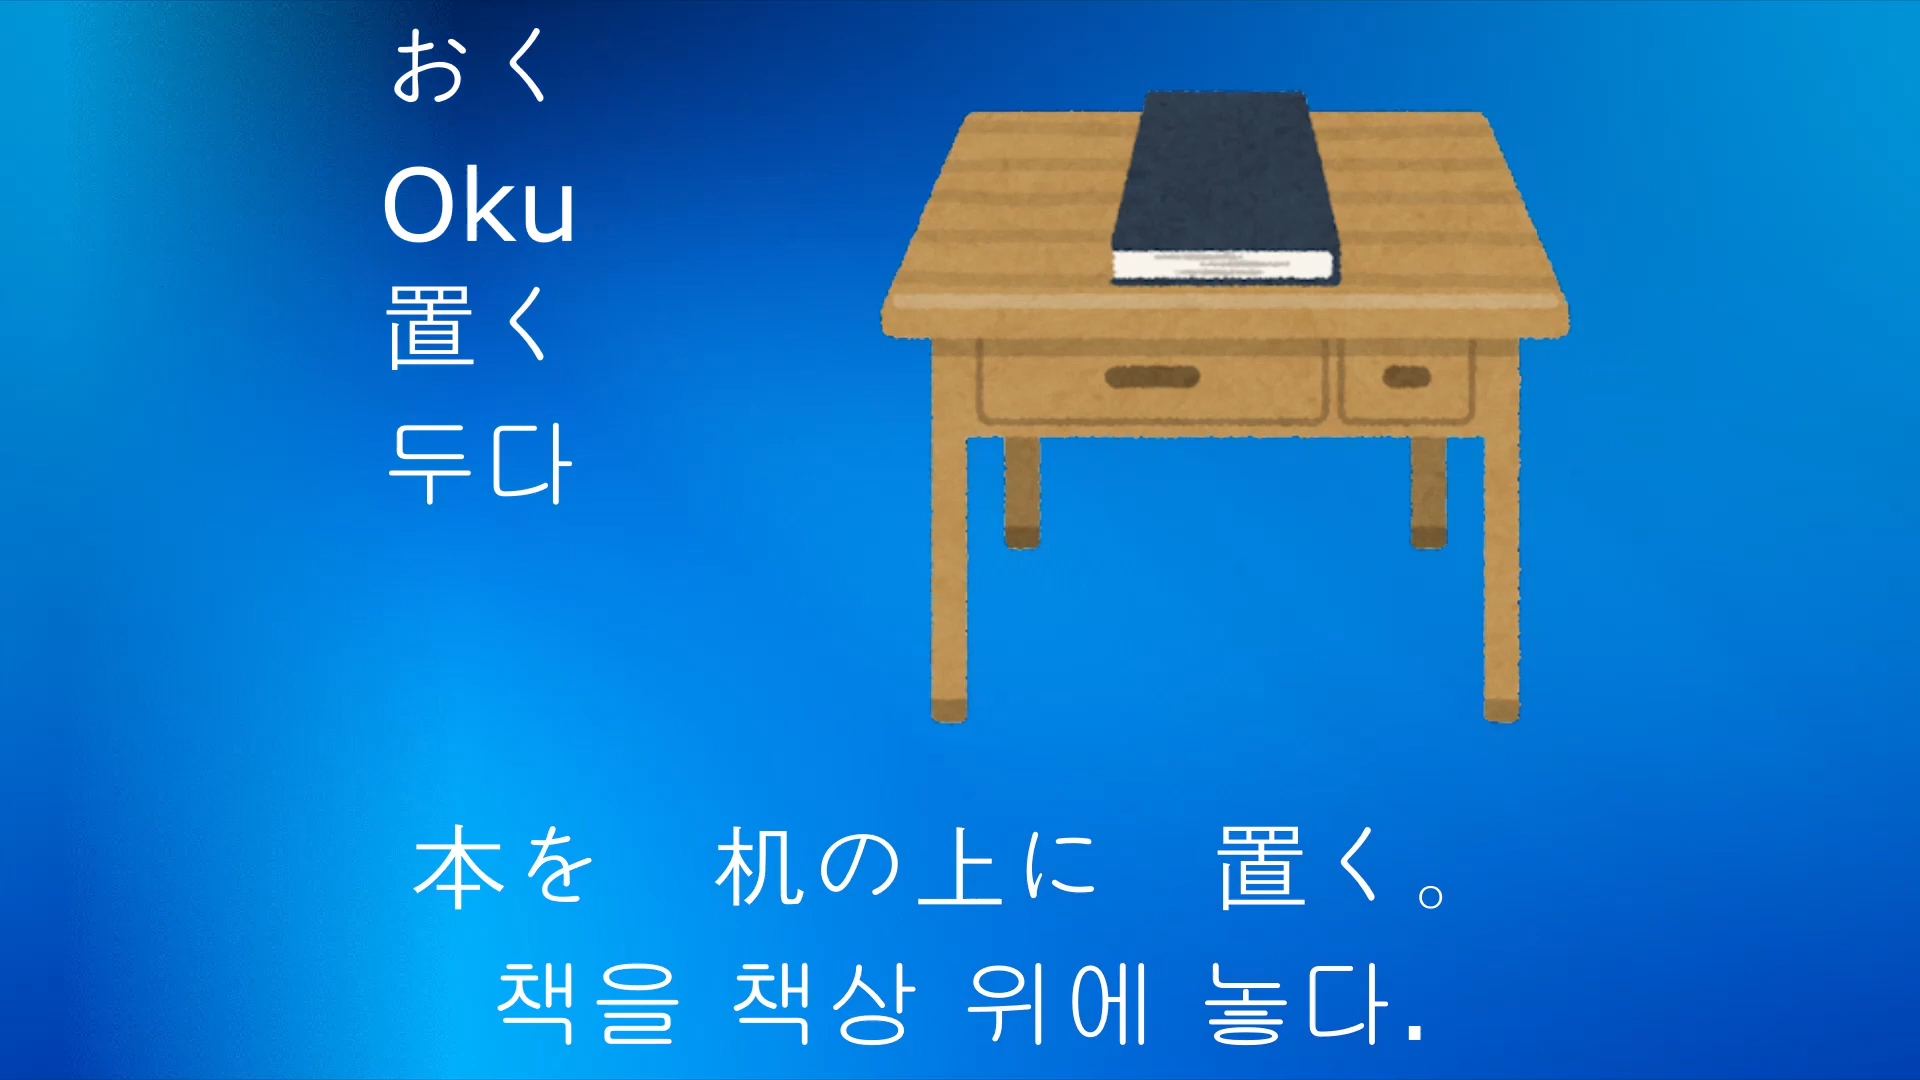 おく
Oku
置く
두다
本を　机の上に　置く。
책을 책상 위에 놓다.